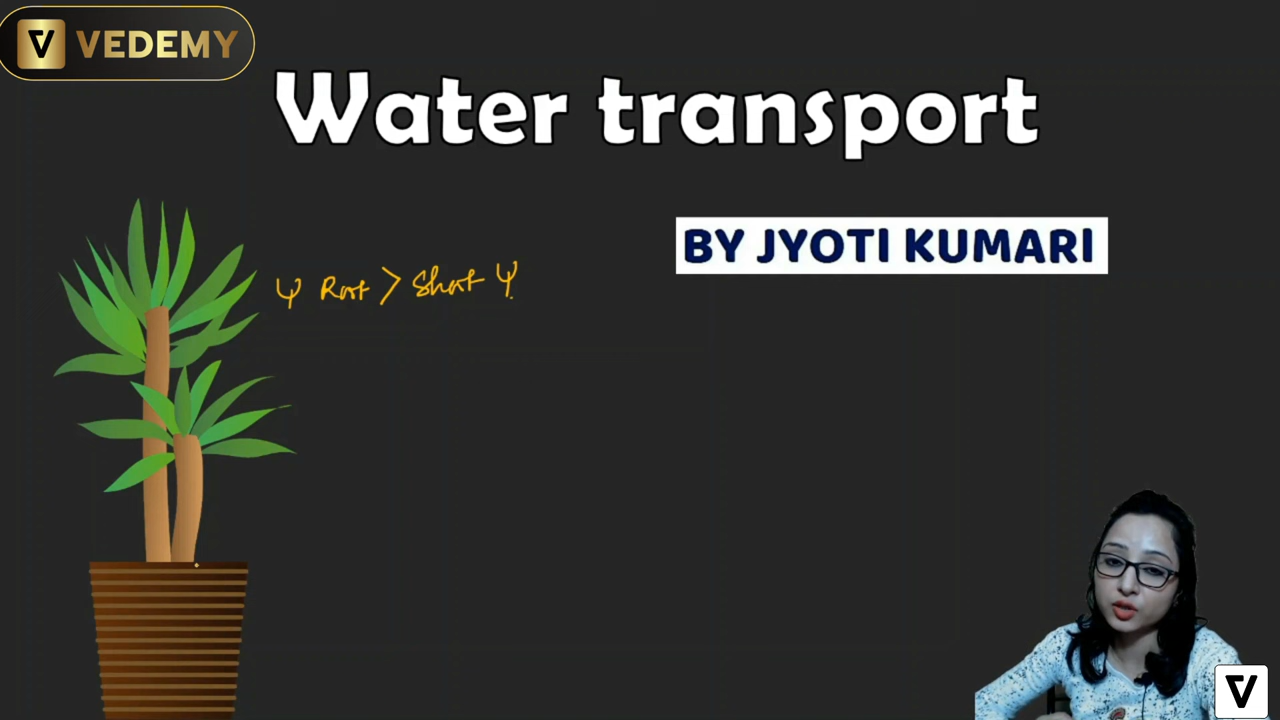 VEDEMY
Water transport
BY JYOTI KUMARI
Ψ Root > Shoot Ψ